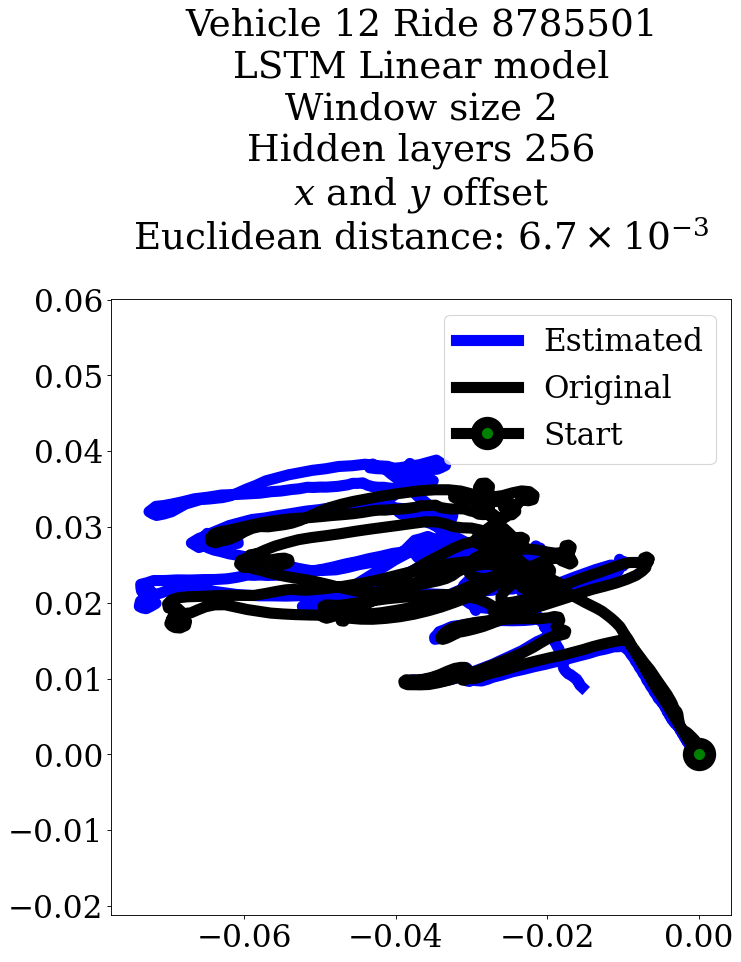 Vehicle 12 Ride 8785501
LSTM Linear model
Window size 2
Hidden layers 256
x and y offset
Euclidean distance: 6.7 × 10⁻³
Estimated
Original
Start
0.06
0.05
0.04
0.03
0.02
0.01
0.00
−0.01
−0.02
−0.06
−0.04
−0.02
0.00